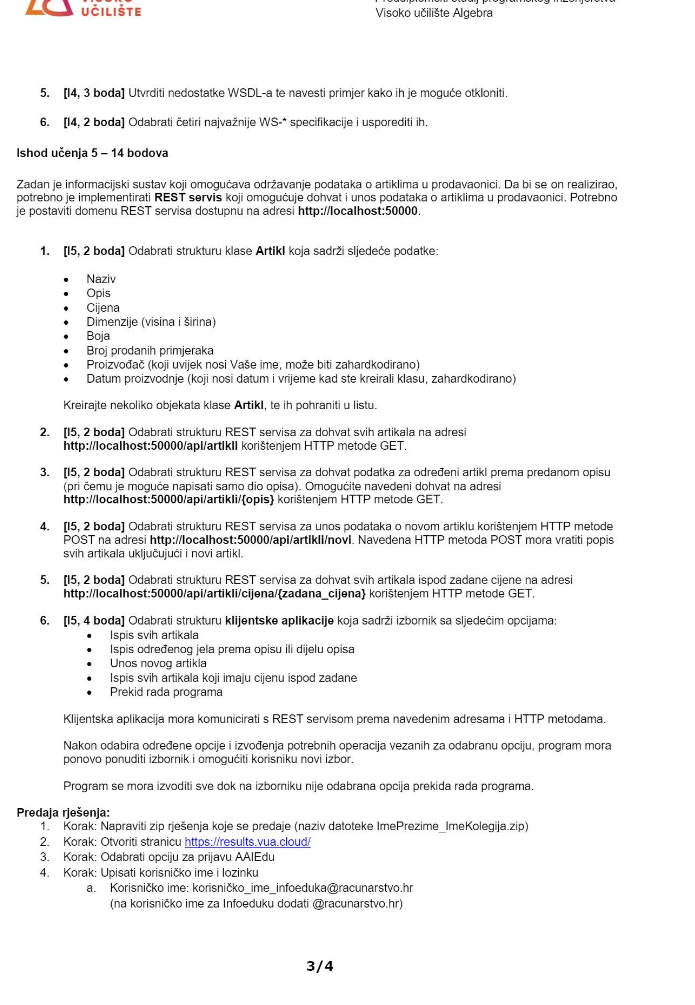 UČILIŠTE
Visoko učilište Algebra
5. [I4, 3 boda] Utvrditi nedostatke WSDL-a te navesti primjer kako ih je moguće otkloniti.
6. [I4, 2 boda] Odabrati četiri najvažnije WS-* specifikacije i usporediti ih.
Ishod učenja 5 – 14 bodova
Zadan je informacijski sustav koji omogućava održavanje podataka o artiklima u prodavaonici. Da bi se on realizirao,
potrebno je implementirati REST servis koji omogućuje dohvat i unos podataka o artiklima u prodavaonici. Potrebno
je postaviti domenu REST servisa dostupnu na adresi http://localhost:50000.
1. [I5, 2 boda] Odabrati strukturu klase Artikl koja sadrži sljedeće podatke:
• Naziv
• Opis
• Cijena
• Dimenzije (visina i širina)
• Boja
• Broj prodanih primjeraka
• Proizvođač (koji uvijek nosi Vaše ime, može biti zahardkodirano)
• Datum proizvodnje (koji nosi datum i vrijeme kad ste kreirali klasu, zahardkodirano)
Kreirajte nekoliko objekata klase Artikl, te ih pohraniti u listu.
2. [I5, 2 boda] Odabrati strukturu REST servisa za dohvat svih artikala na adresi
http://localhost:50000/api/artikli korištenjem HTTP metode GET.
3. [I5, 2 boda] Odabrati strukturu REST servisa za dohvat podatka za određeni artikl prema predanom opisu
(pri čemu je moguće napisati samo dio opisa). Omogućite navedeni dohvat na adresi
http://localhost:50000/api/artikli/{opis} korištenjem HTTP metode GET.
4. [I5, 2 boda] Odabrati strukturu REST servisa za unos podataka o novom artiklu korištenjem HTTP metode
POST na adresi http://localhost:50000/api/artikli/novi. Navedena HTTP metoda POST mora vratiti popis
svih artikala uključujući i novi artikl.
5. [I5, 2 boda] Odabrati strukturu REST servisa za dohvat svih artikala ispod zadane cijene na adresi
http://localhost:50000/api/artikli/cijena/{zadana_cijena} korištenjem HTTP metode GET.
6. [I5, 4 boda] Odabrati strukturu klijentske aplikacije koja sadrži izbornik sa sljedećim opcijama:
• Ispis svih artikala
• Ispis određenog jela prema opisu ili dijelu opisa
• Unos novog artikla
• Ispis svih artikala koji imaju cijenu ispod zadane
• Prekid rada programa
Klijentska aplikacija mora komunicirati s REST servisom prema navedenim adresama i HTTP metodama.
Nakon odabira određene opcije i izvođenja potrebnih operacija vezanih za odabranu opciju, program mora
ponovo ponuditi izbornik i omogućiti korisniku novi izbor.
Program se mora izvoditi sve dok na izborniku nije odabrana opcija prekida rada programa.
Predaja rješenja:
1. Korak: Napraviti zip rješenja koje se predaje (naziv datoteke ImePrezime_ImeKolegija.zip)
2. Korak: Otvoriti stranicu https://results.vua.cloud/
3. Korak: Odabrati opciju za prijavu AAIEdu
4. Korak: Upisati korisničko ime i lozinku
a. Korisničko ime: korisničko_ime_infoeduka@racunarstvo.hr
(na korisničko ime za Infoeduku dodati @racunarstvo.hr)
3/4